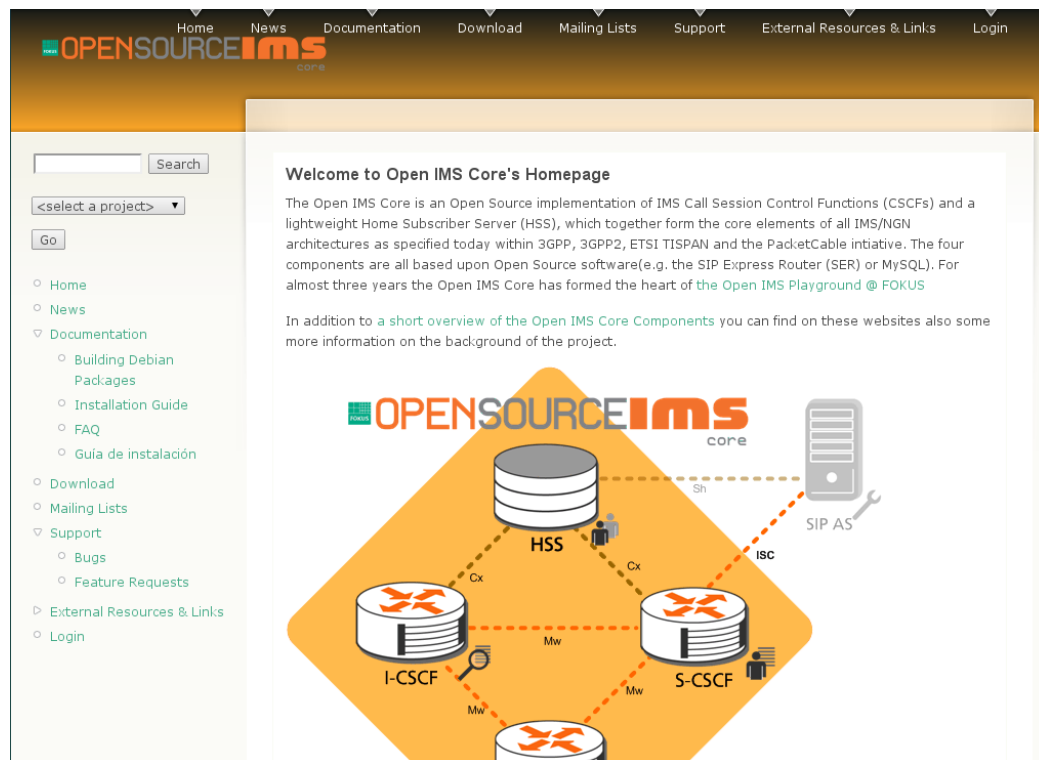 Home News Documentation Download Mailing Lists Support External Resources & Links Login
FOKUS OPENSOURCEIMS
core
Search
<select a project>
Go
Home
News
Documentation
Building Debian
Packages
Installation Guide
FAQ
Guía de instalación
Download
Mailing Lists
Support
Bugs
Feature Requests
External Resources & Links
Login
Welcome to Open IMS Core's Homepage
The Open IMS Core is an Open Source implementation of IMS Call Session Control Functions (CSCFs) and a
lightweight Home Subscriber Server (HSS), which together form the core elements of all IMS/NGN
architectures as specified today within 3GPP, 3GPP2, ETSI TISPAN and the PacketCable intiative. The four
components are all based upon Open Source software(e.g. the SIP Express Router (SER) or MySQL). For
almost three years the Open IMS Core has formed the heart of the Open IMS Playground @ FOKUS
In addition to a short overview of the Open IMS Core Components you can find on these websites also some
more information on the background of the project.
FOKUS OPENSOURCEIMS
core
Sh
SIP AS
HSS
ISC
Cx
Cx
Mw
I-CSCF
S-CSCF
Mw
Mw